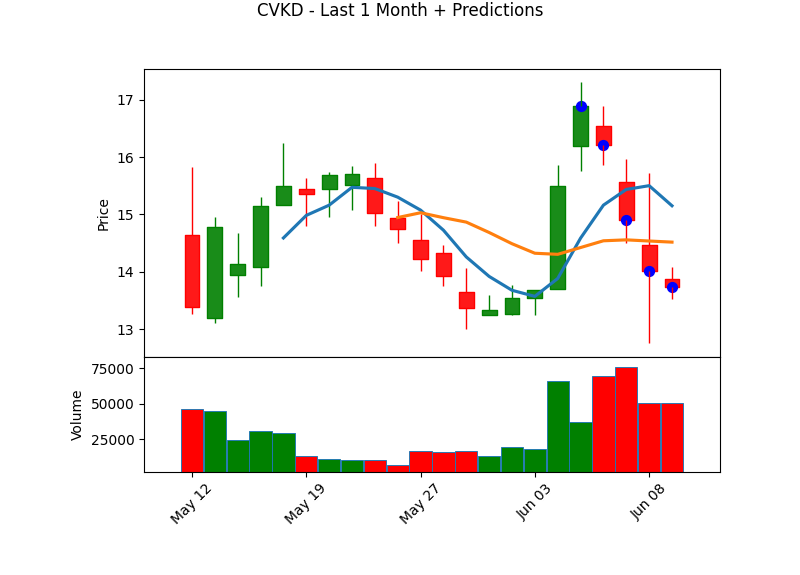 CVKD - Last 1 Month + Predictions
17
16
15
14
13
Price
75000
50000
25000
Volume
May 12
May 19
May 27
Jun 03
Jun 08